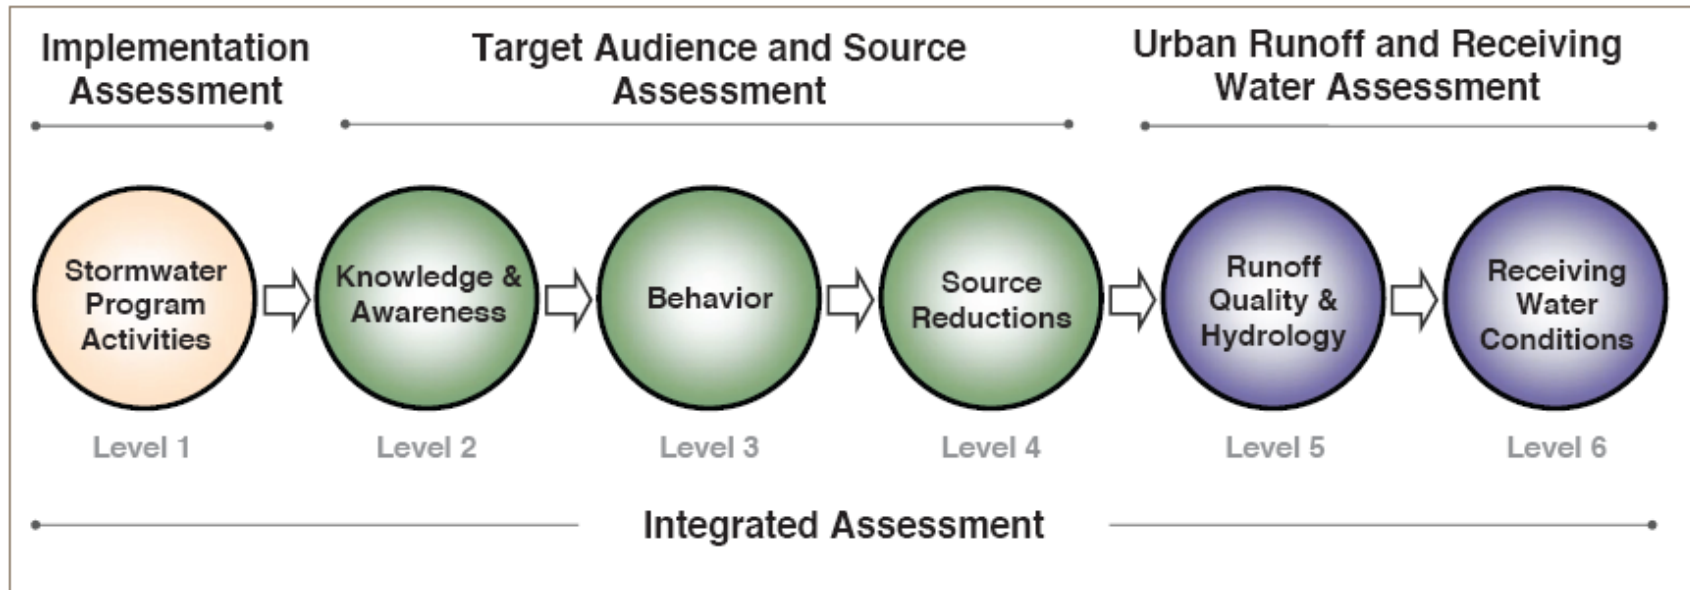 Implementation
Assessment
Target Audience and Source
Assessment
Urban Runoff and Receiving
Water Assessment
Stormwater
Program
Activities
Knowledge &
Awareness
Behavior
Source
Reductions
Runoff
Quality &
Hydrology
Receiving
Water
Conditions
Level 1
Level 2
Level 3
Level 4
Level 5
Level 6
Integrated Assessment